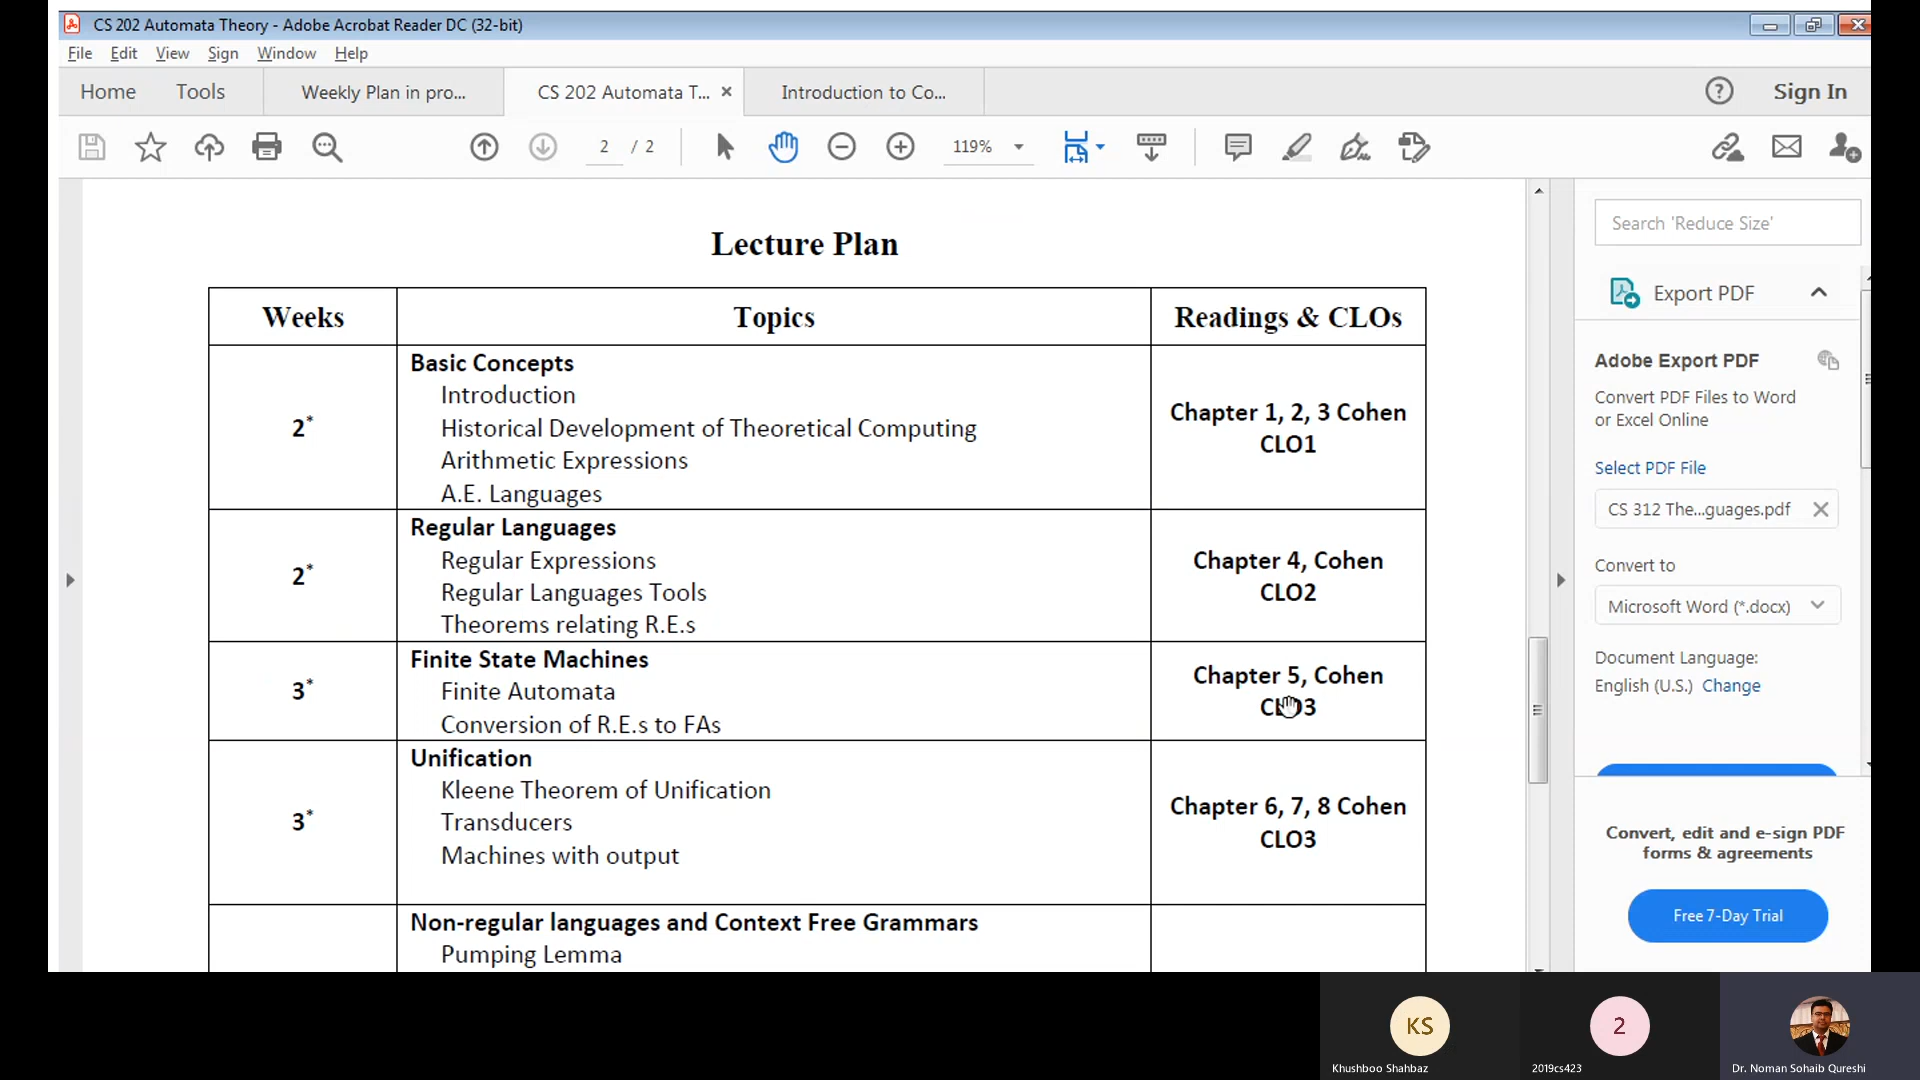 CS 202 Automata Theory - Adobe Acrobat Reader DC (32-bit)
File Edit View Sign Window Help
Home Tools Weekly Plan in pro... CS 202 Automata T... Introduction to Co... Sign In
2 / 2 119%
Lecture Plan
Weeks Topics Readings & CLOs
2* Basic Concepts
Introduction
Historical Development of Theoretical Computing
Arithmetic Expressions
A.E. Languages
Chapter 1, 2, 3 Cohen
CLO1
2* Regular Languages
Regular Expressions
Regular Languages Tools
Theorems relating R.E.s
Chapter 4, Cohen
CLO2
3* Finite State Machines
Finite Automata
Conversion of R.E.s to FAs
Chapter 5, Cohen
CLO3
3* Unification
Kleene Theorem of Unification
Transducers
Machines with output
Chapter 6, 7, 8 Cohen
CLO3
Non-regular languages and Context Free Grammars
Pumping Lemma
Search 'Reduce Size'
Export PDF
Adobe Export PDF
Convert PDF Files to Word
or Excel Online
Select PDF File
CS 312 The...guages.pdf
Convert to
Microsoft Word (*.docx)
Document Language:
English (U.S.) Change
Convert, edit and e-sign PDF
forms & agreements
Free 7-Day Trial
KS
Khushboo Shahbaz
2
2019cs423
Dr. Noman Sohaib Qureshi